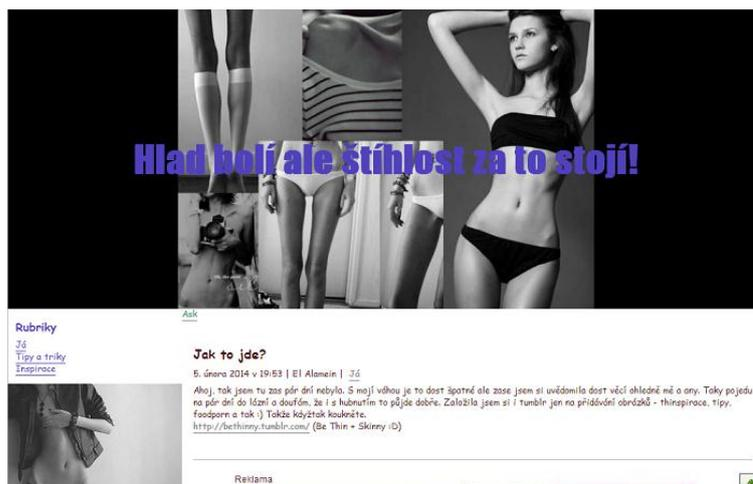 Hlad bolí ale štíhlost za to stojí!
Ask
Rubriky
Já
Tipy a triky
Inspirace
Jak to jde?
5. února 2014 v 19:53 | El Alamein | Já
Ahoj, tak jsem tu zas pár dní nebyla. S mojí váhou je to dost špatné ale zase jsem si uvědomila dost věcí ohledně mě a any. Taky pojedu
na pár dní do lázní a doufám, že i s hubnutím to půjde dobře. Založila jsem si i tumblr jen na přidávání obrázků - thinspirace, tipy,
foodporn a tak :) Takže kdyžtak koukněte.
http://bethinny.tumblr.com/ (Be Thin + Skinny :D)
Reklama